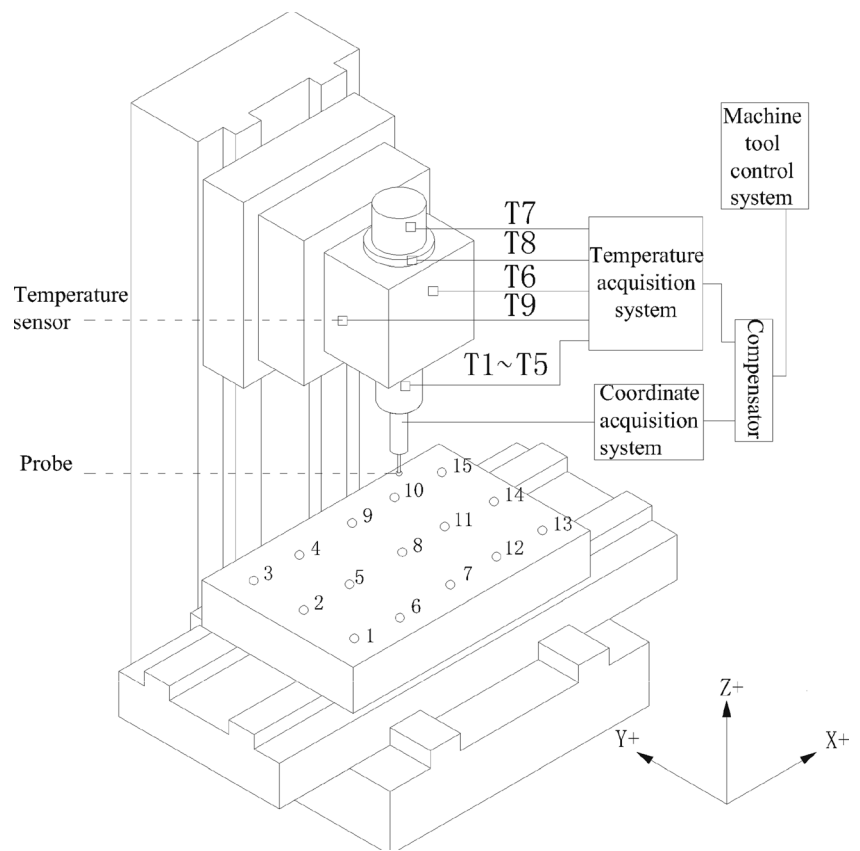 Machine
tool
control
system
T7
T8
T6
T9
T1~T5
Temperature
acquisition
system
Temperature
sensor
Compensator
Coordinate
acquisition
system
Probe
15
10
14
9
11
13
4
8
12
3
5
7
2
6
1
Z+
Y+
X+